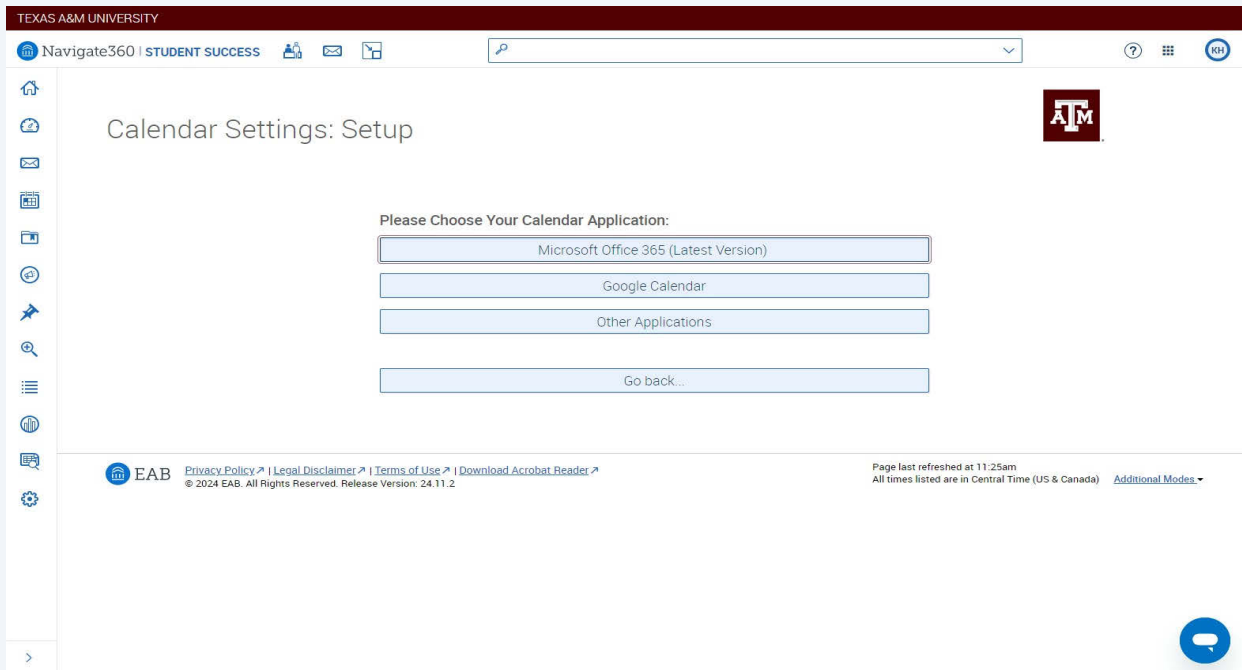 TEXAS A&M UNIVERSITY
Navigate360 | STUDENT SUCCESS
?
KH
Calendar Settings: Setup
ATM
Please Choose Your Calendar Application:
Microsoft Office 365 (Latest Version)
Google Calendar
Other Applications
Go back...
EAB
Privacy Policy | Legal Disclaimer | Terms of Use | Download Acrobat Reader
© 2024 EAB. All Rights Reserved. Release Version: 24.11.2
Page last refreshed at 11:25am
All times listed are in Central Time (US & Canada)
Additional Modes